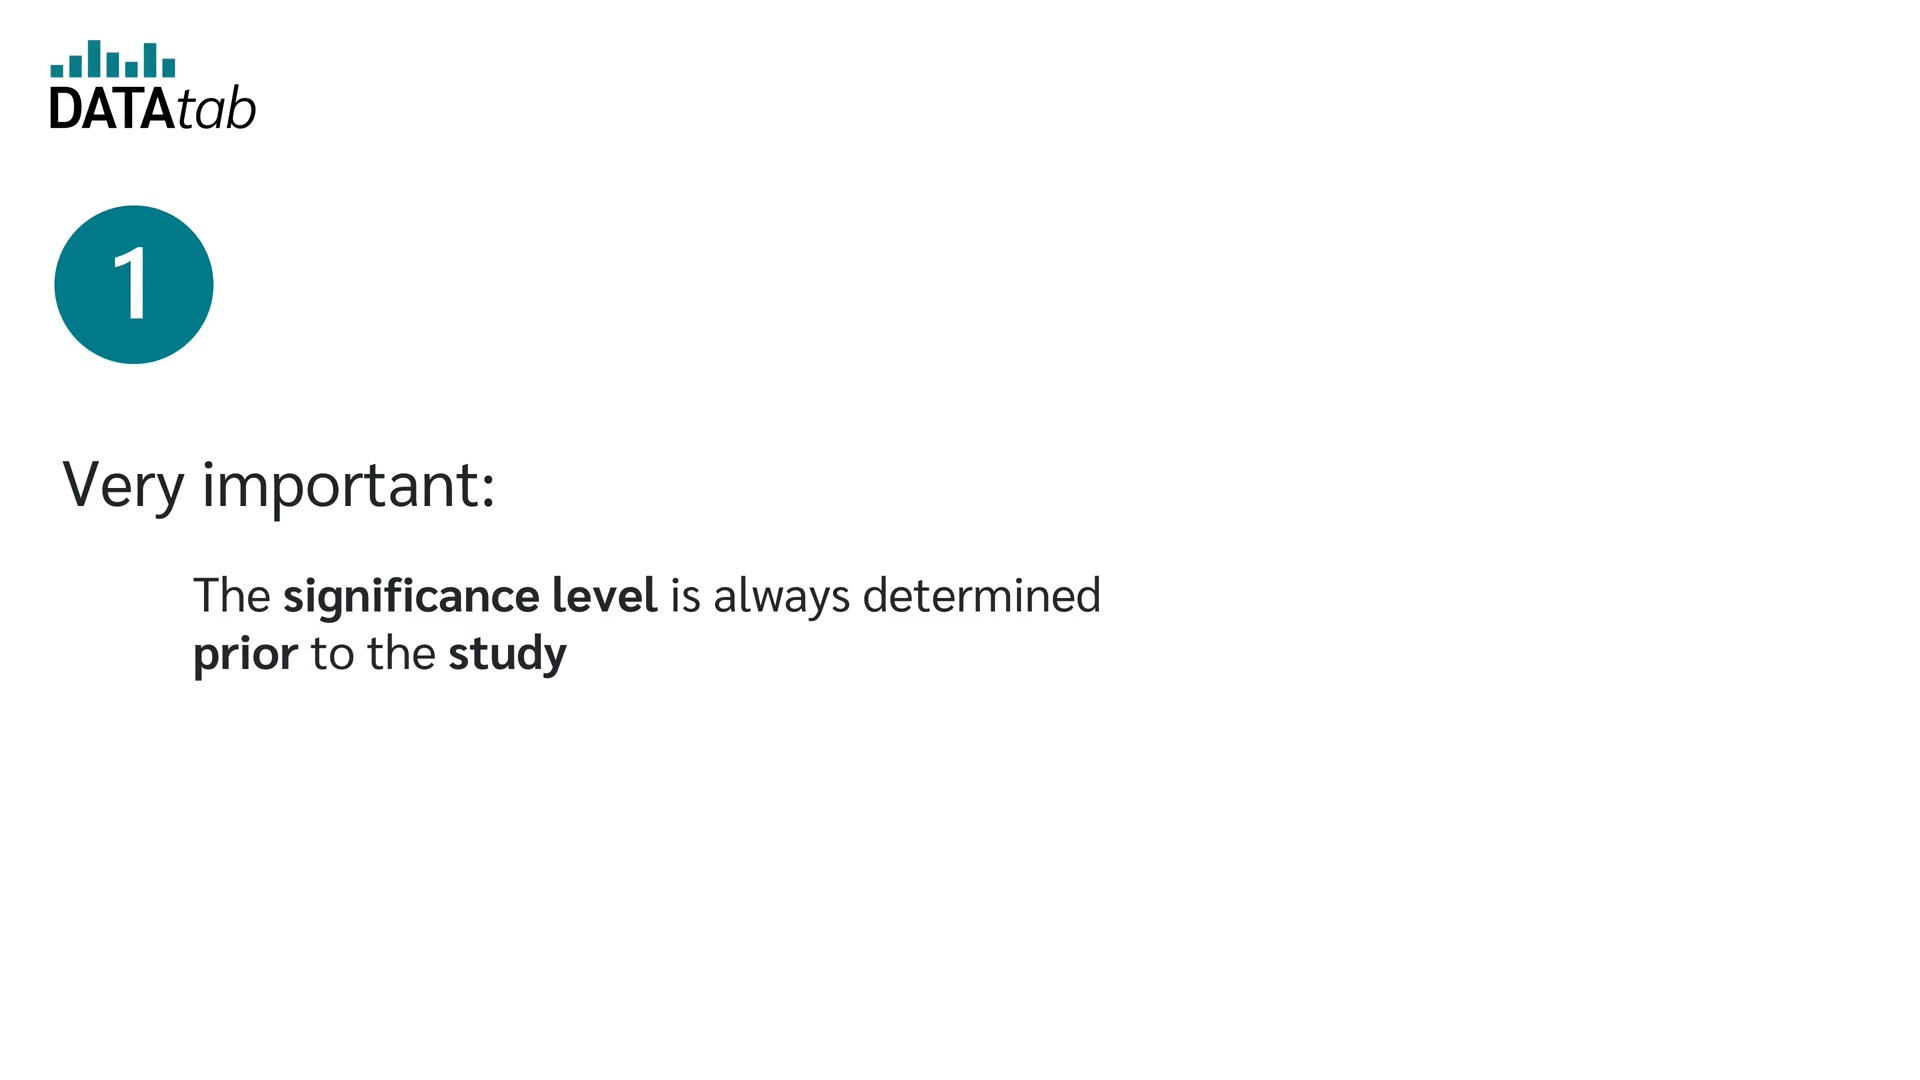 DATAtab
1
Very important:
The significance level is always determined
prior to the study